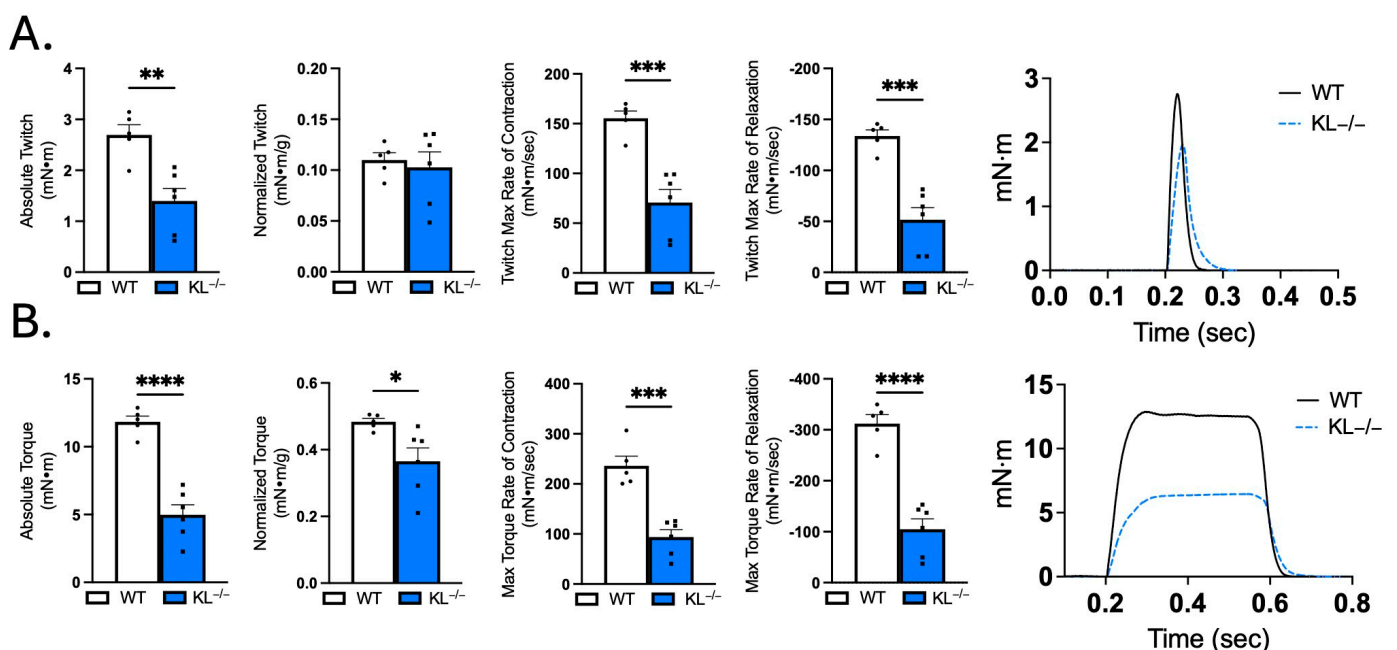 A.
Absolute Twitch
(mN•m)
4
3
2
1
0
**
WT
KL⁻/⁻
Normalized Twitch
(mN•m/g)
0.20
0.15
0.10
0.05
0.00
WT
KL⁻/⁻
Twitch Max Rate of Contraction
(mN•m/sec)
200
150
100
50
0
***
WT
KL⁻/⁻
Twitch Max Rate of Relaxation
(mN•m/sec)
-200
-150
-100
-50
0
***
WT
KL⁻/⁻
mN·m
3
2
1
0
0.0 0.1 0.2 0.3 0.4 0.5
Time (sec)
WT
KL−/−
B.
Absolute Torque
(mN•m)
15
10
5
0
****
WT
KL⁻/⁻
Normalized Torque
(mN•m/g)
0.6
0.4
0.2
0.0
*
WT
KL⁻/⁻
Max Torque Rate of Contraction
(mN•m/sec)
400
300
200
100
0
***
WT
KL⁻/⁻
Max Torque Rate of Relaxation
(mN•m/sec)
-400
-300
-200
-100
0
****
WT
KL⁻/⁻
mN·m
15
10
5
0
0.2 0.4 0.6 0.8
Time (sec)
WT
KL−/−